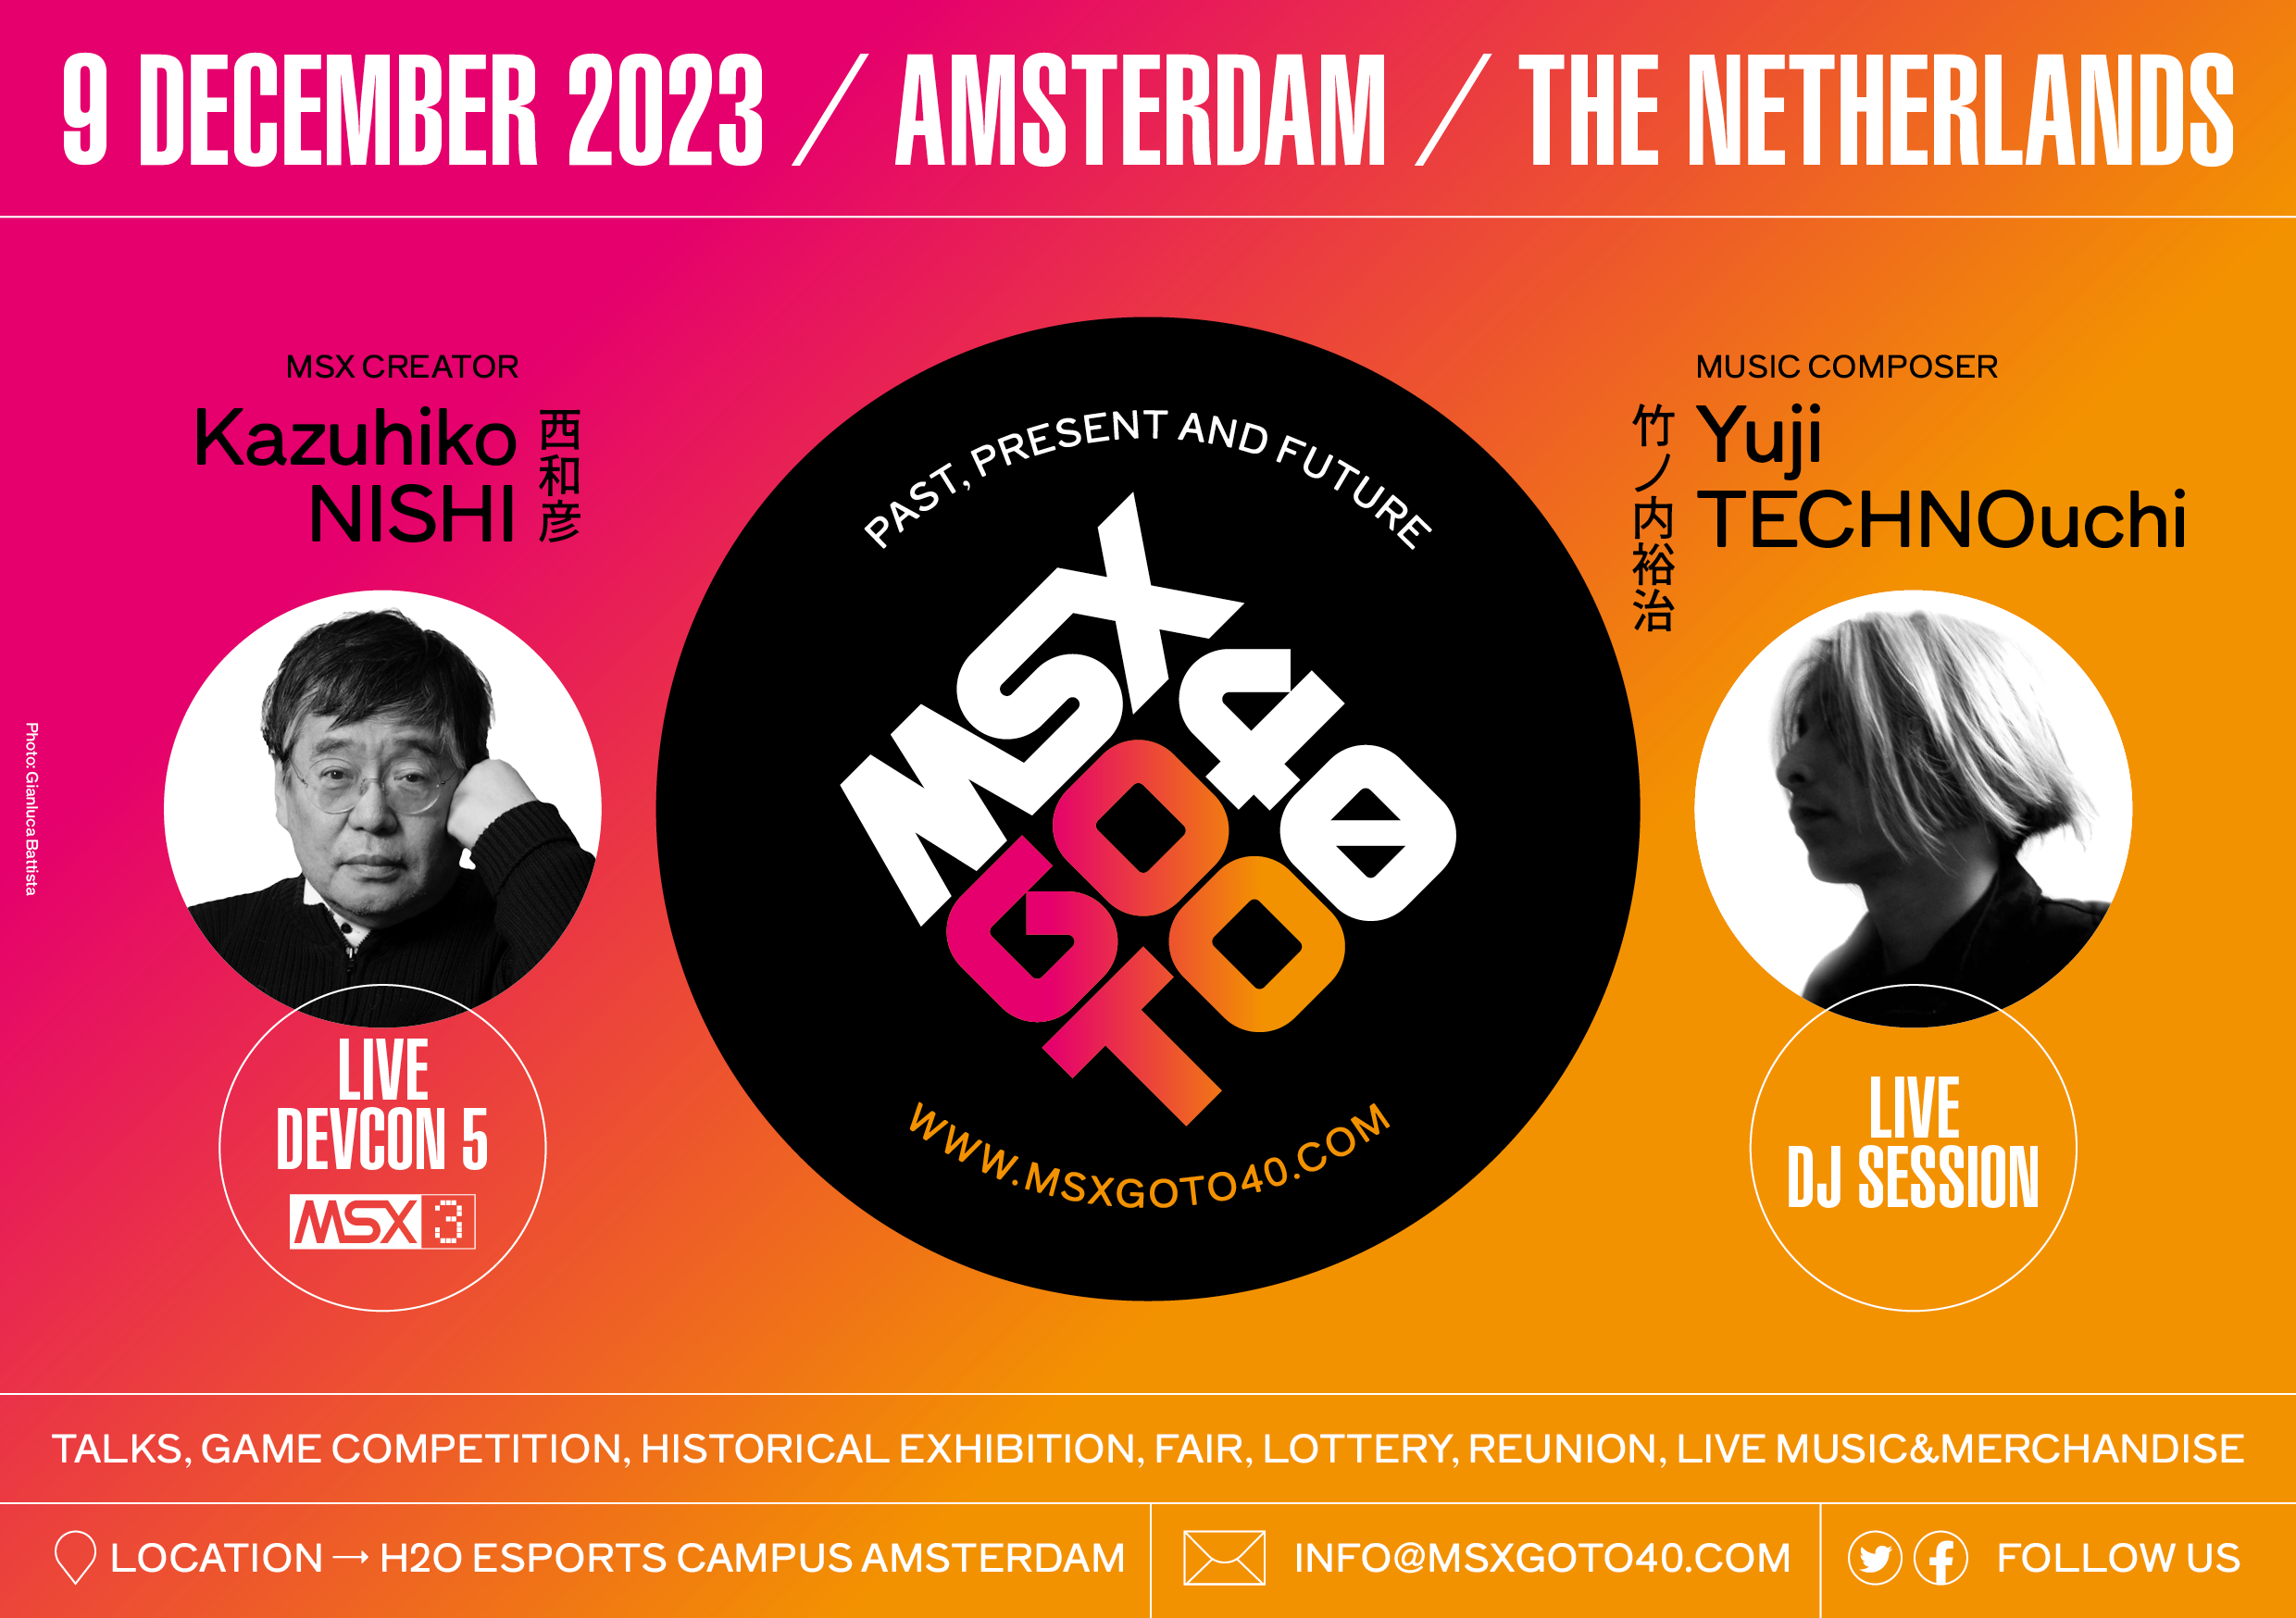 9 DECEMBER 2023 / AMSTERDAM / THE NETHERLANDS
MSX CREATOR
Kazuhiko
NISHI
西和彦
Photo: Gianluca Battista
LIVE
DEVCON 5
MSX 3
PAST, PRESENT AND FUTURE
MSX40
GOTO
WWW.MSXGOTO40.COM
MUSIC COMPOSER
Yuji
TECHNOuchi
竹ノ内裕治
LIVE
DJ SESSION
TALKS, GAME COMPETITION, HISTORICAL EXHIBITION, FAIR, LOTTERY, REUNION, LIVE MUSIC&MERCHANDISE
LOCATION → H2O ESPORTS CAMPUS AMSTERDAM
INFO@MSXGOTO40.COM
FOLLOW US